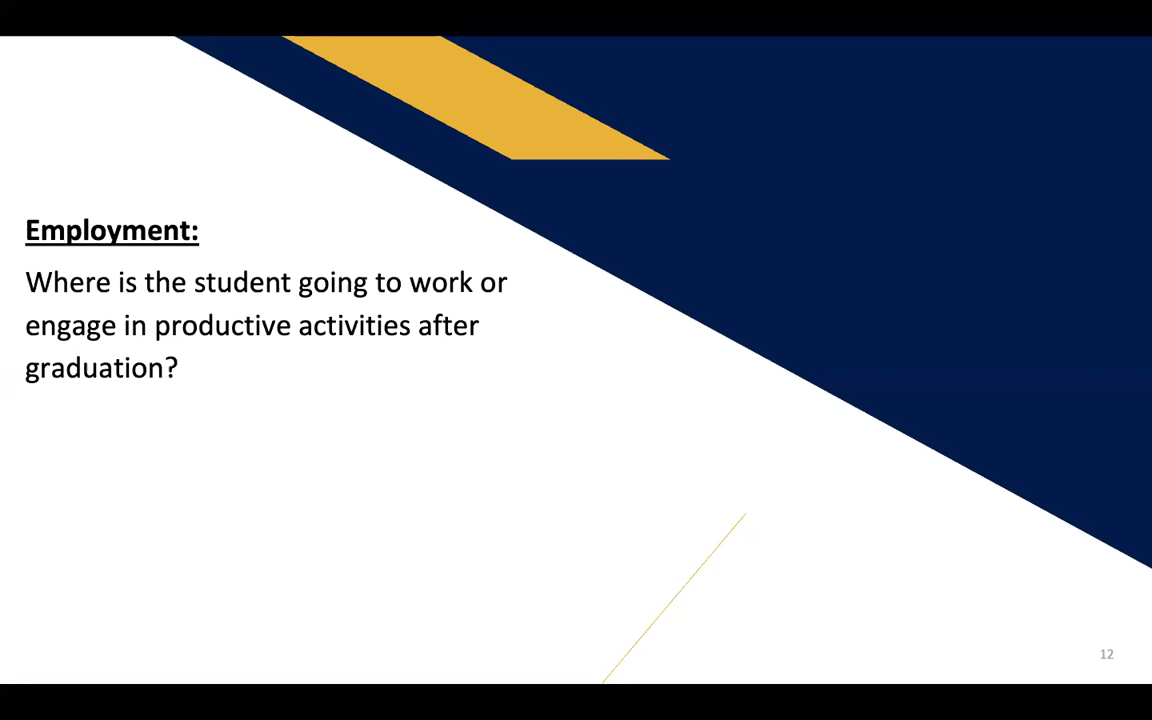 Employment:
Where is the student going to work or
engage in productive activities after
graduation?
12